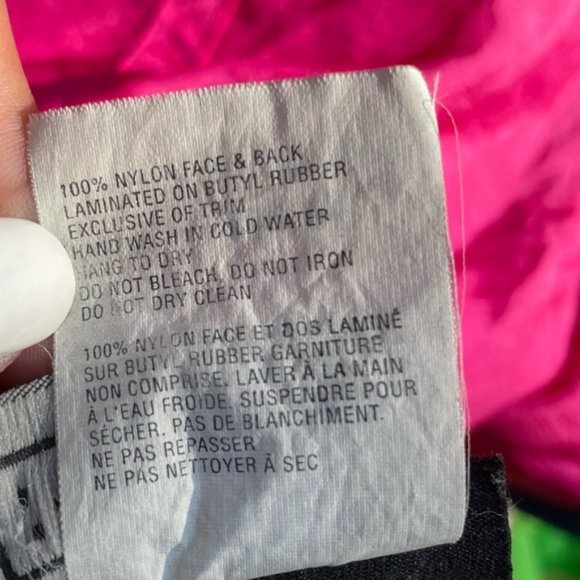 100% NYLON FACE & BACK
LAMINATED ON BUTYL RUBBER
EXCLUSIVE OF TRIM
HAND WASH IN COLD WATER
HANG TO DRY
DO NOT BLEACH, DO NOT IRON
DO NOT DRY CLEAN
100% NYLON FACE ET DOS LAMINÉ
SUR BUTYL RUBBER GARNITURE
NON COMPRISE. LAVER À LA MAIN
À L'EAU FROIDE. SUSPENDRE POUR
SÉCHER. PAS DE BLANCHIMENT.
NE PAS REPASSER
NE PAS NETTOYER À SEC